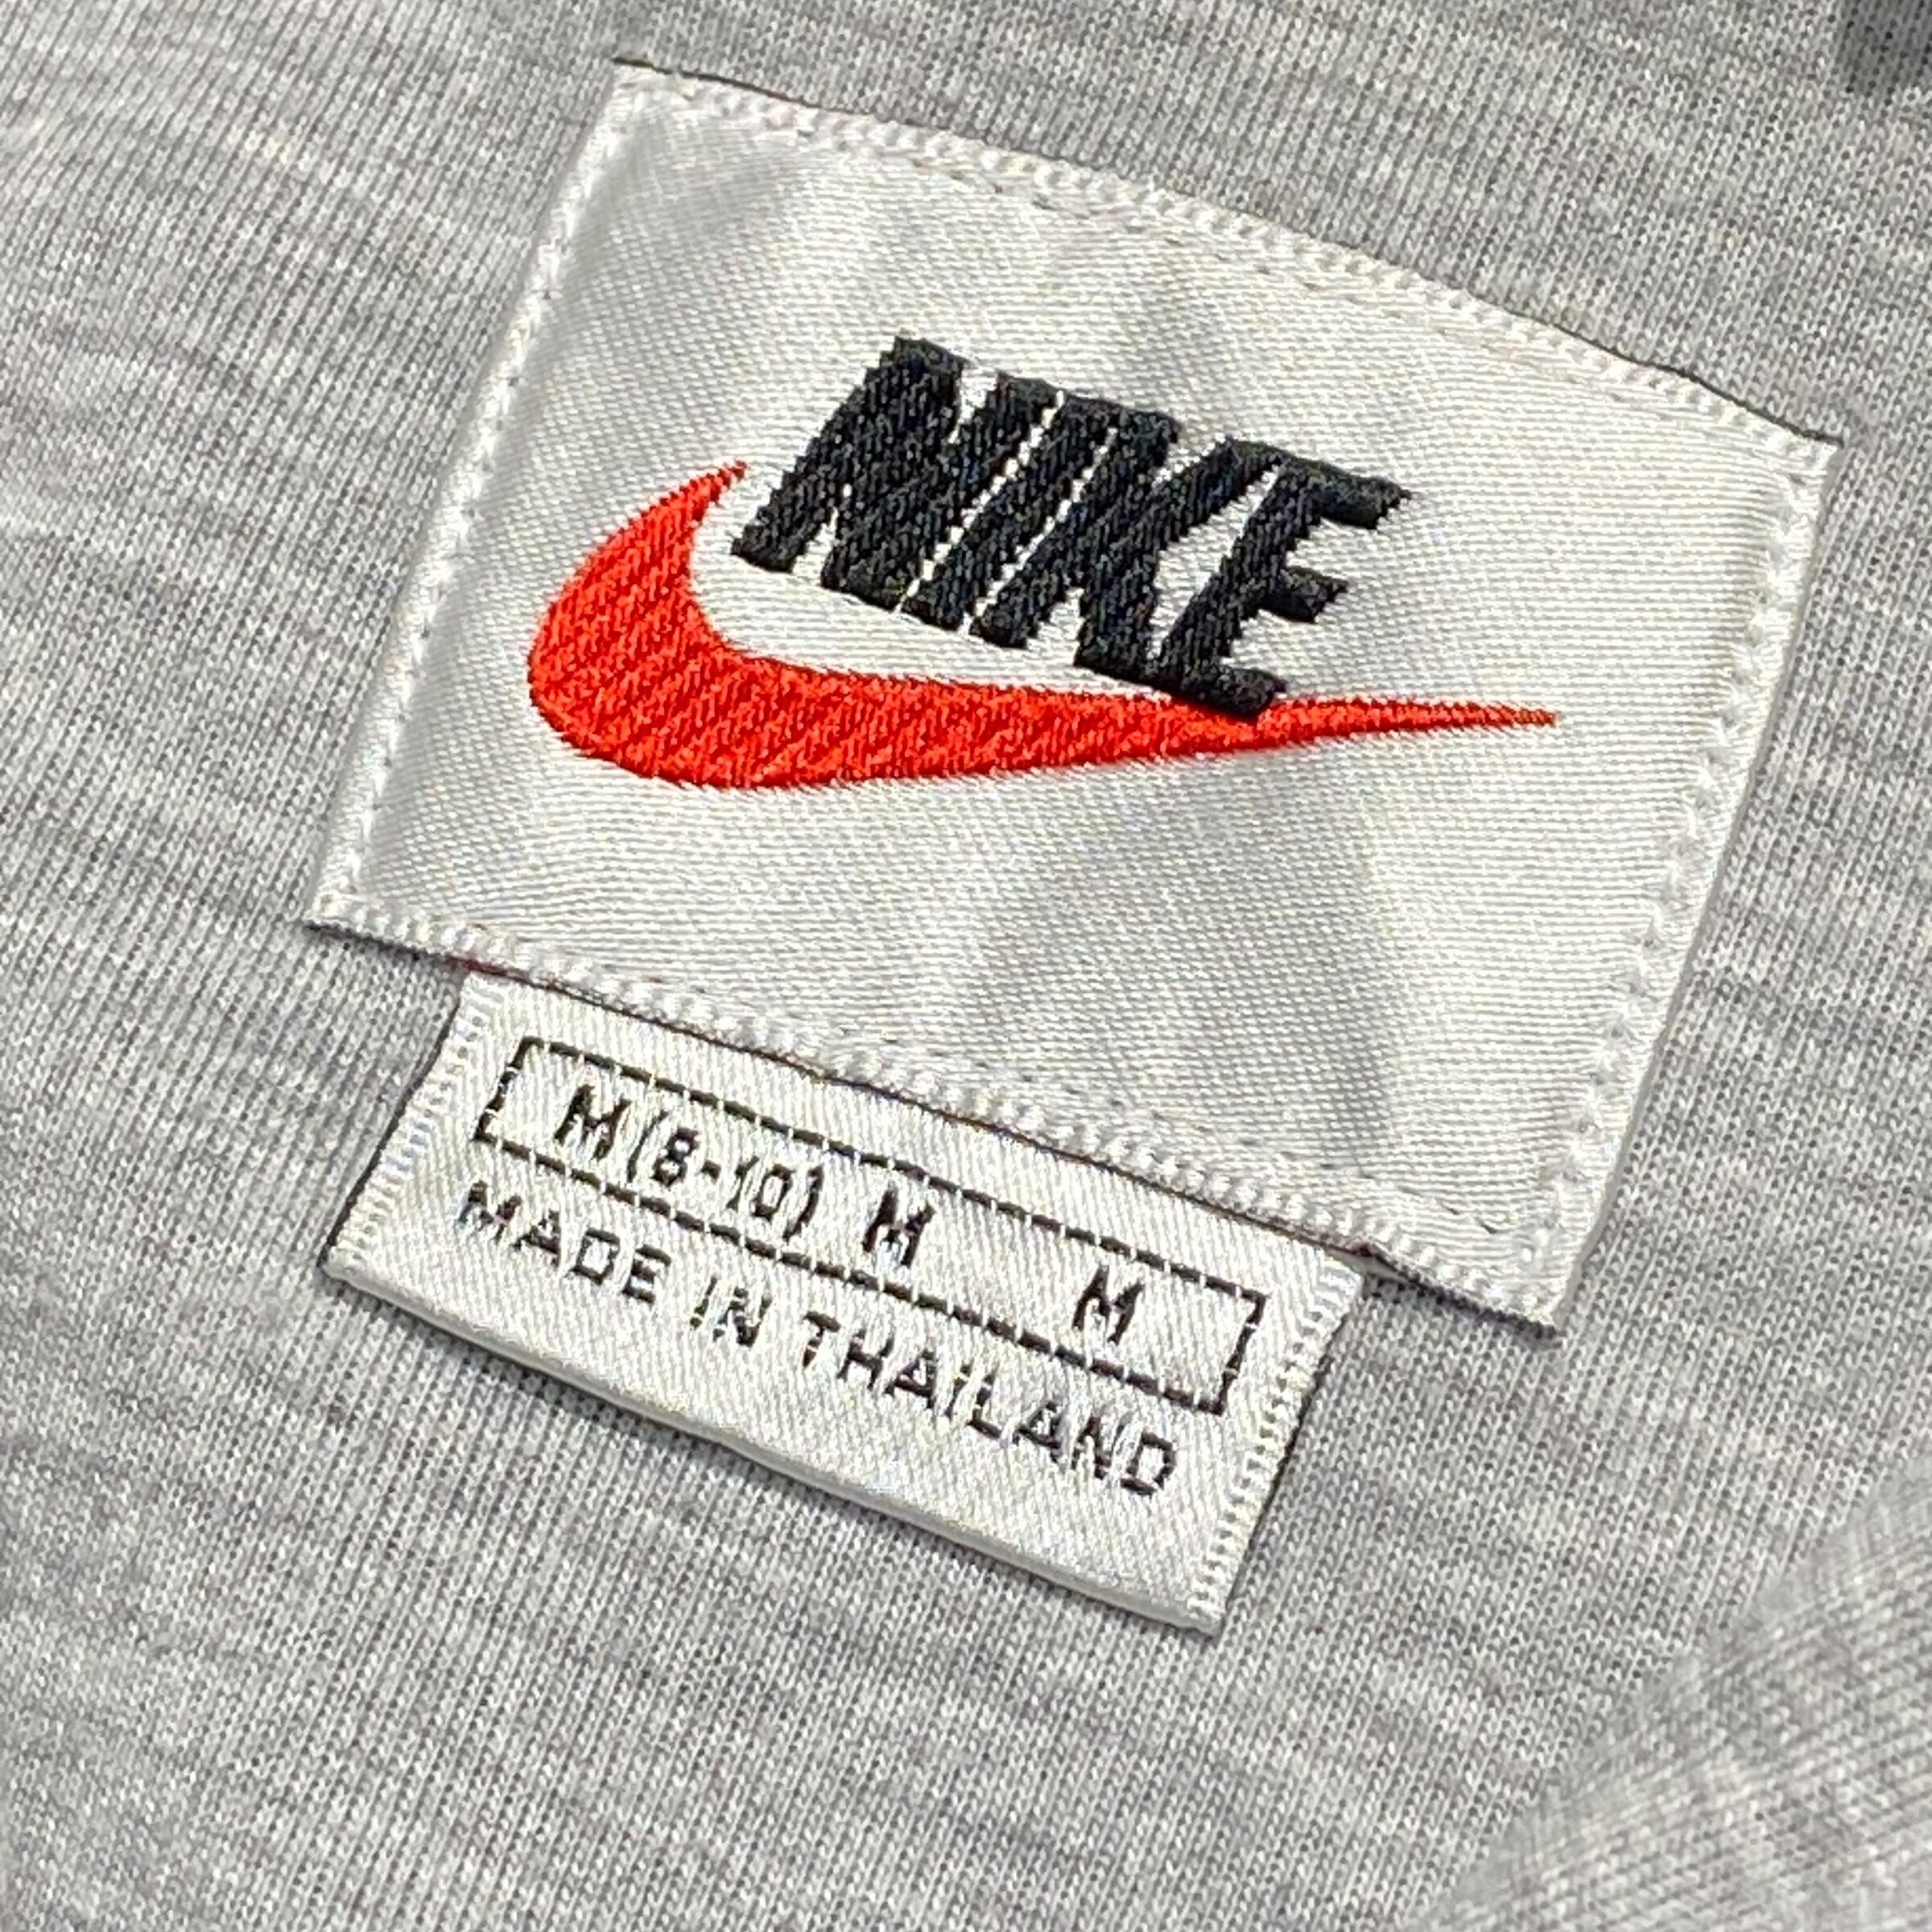 NIKE
M(8-10) M M
MADE IN THAILAND